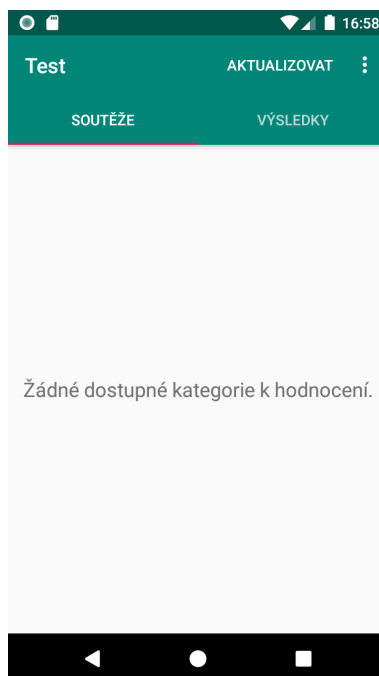 16:58
Test AKTUALIZOVAT
SOUTĚŽE VÝSLEDKY
Žádné dostupné kategorie k hodnocení.